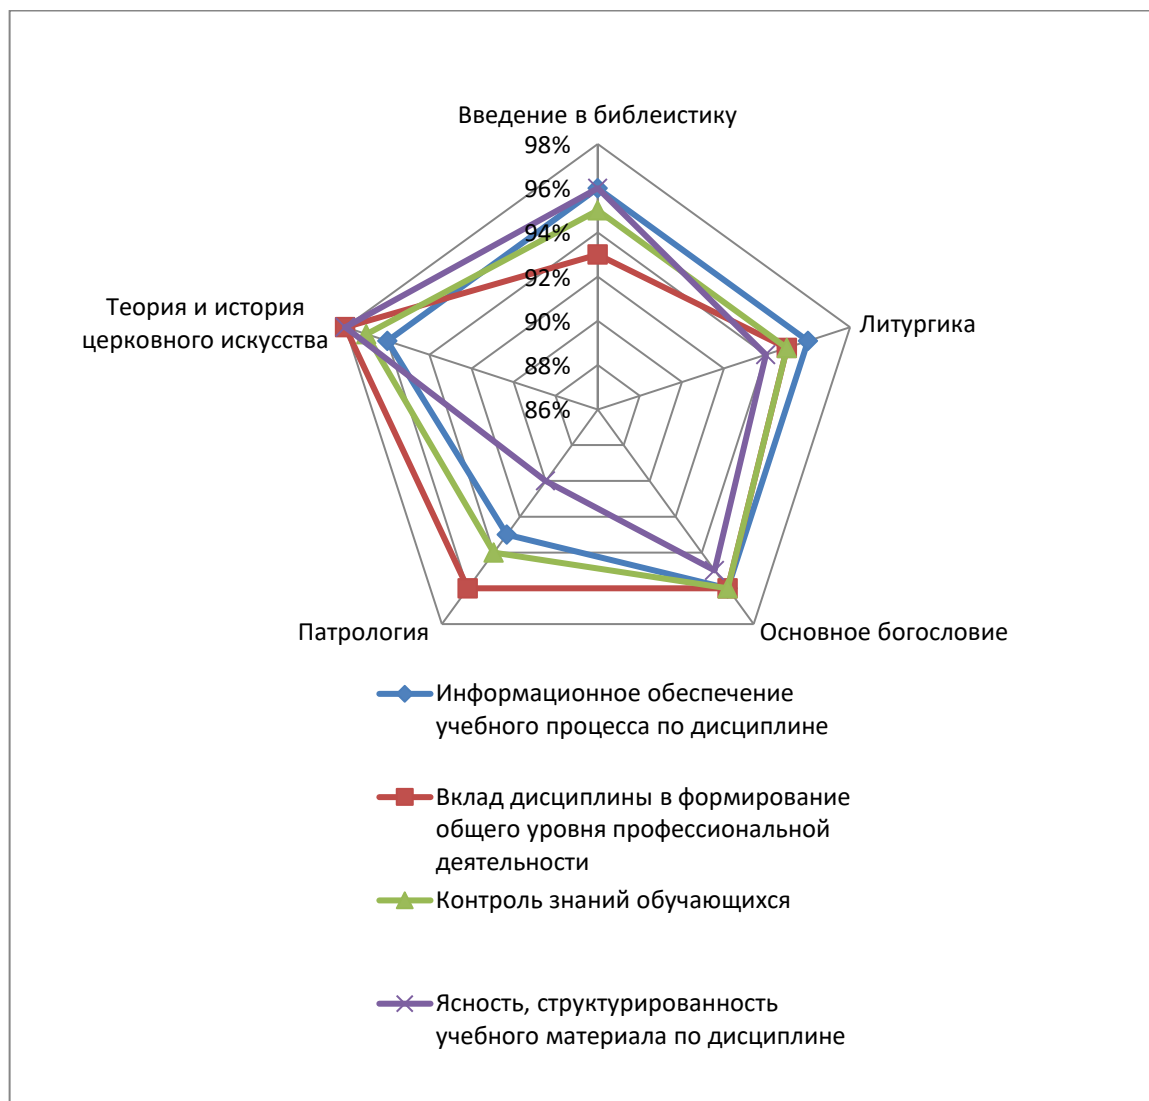 Введение в библеистику
98%
96%
94%
92%
90%
88%
86%
Теория и история
церковного искусства
Литургика
Патрология
Основное богословие
Информационное обеспечение
учебного процесса по дисциплине
Вклад дисциплины в формирование
общего уровня профессиональной
деятельности
Контроль знаний обучающихся
Ясность, структурированность
учебного материала по дисциплине